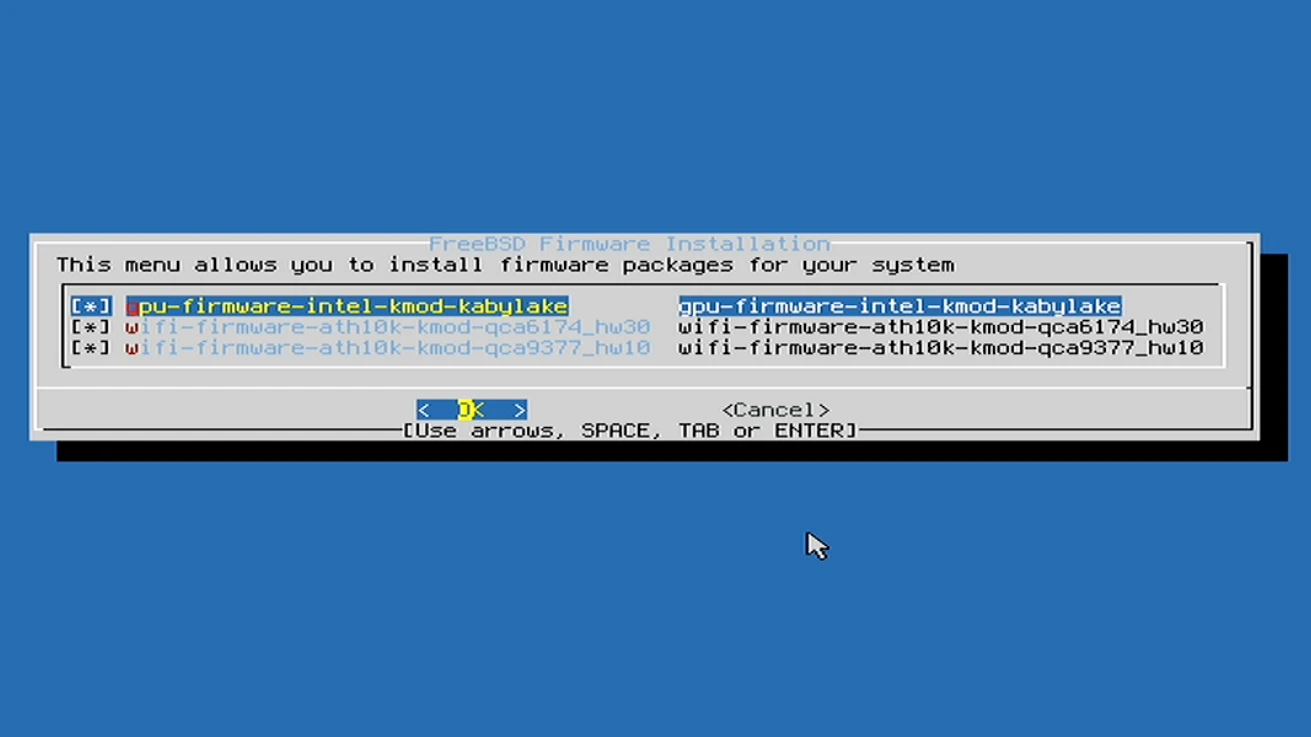 FreeBSD Firmware Installation
This menu allows you to install firmware packages for your system
[*] gpu-firmware-intel-kmod-kabylake gpu-firmware-intel-kmod-kabylake
[*] wifi-firmware-ath10k-kmod-qca6174_hw30 wifi-firmware-ath10k-kmod-qca6174_hw30
[*] wifi-firmware-ath10k-kmod-qca9377_hw10 wifi-firmware-ath10k-kmod-qca9377_hw10
< OK > <Cancel>
[Use arrows, SPACE, TAB or ENTER]